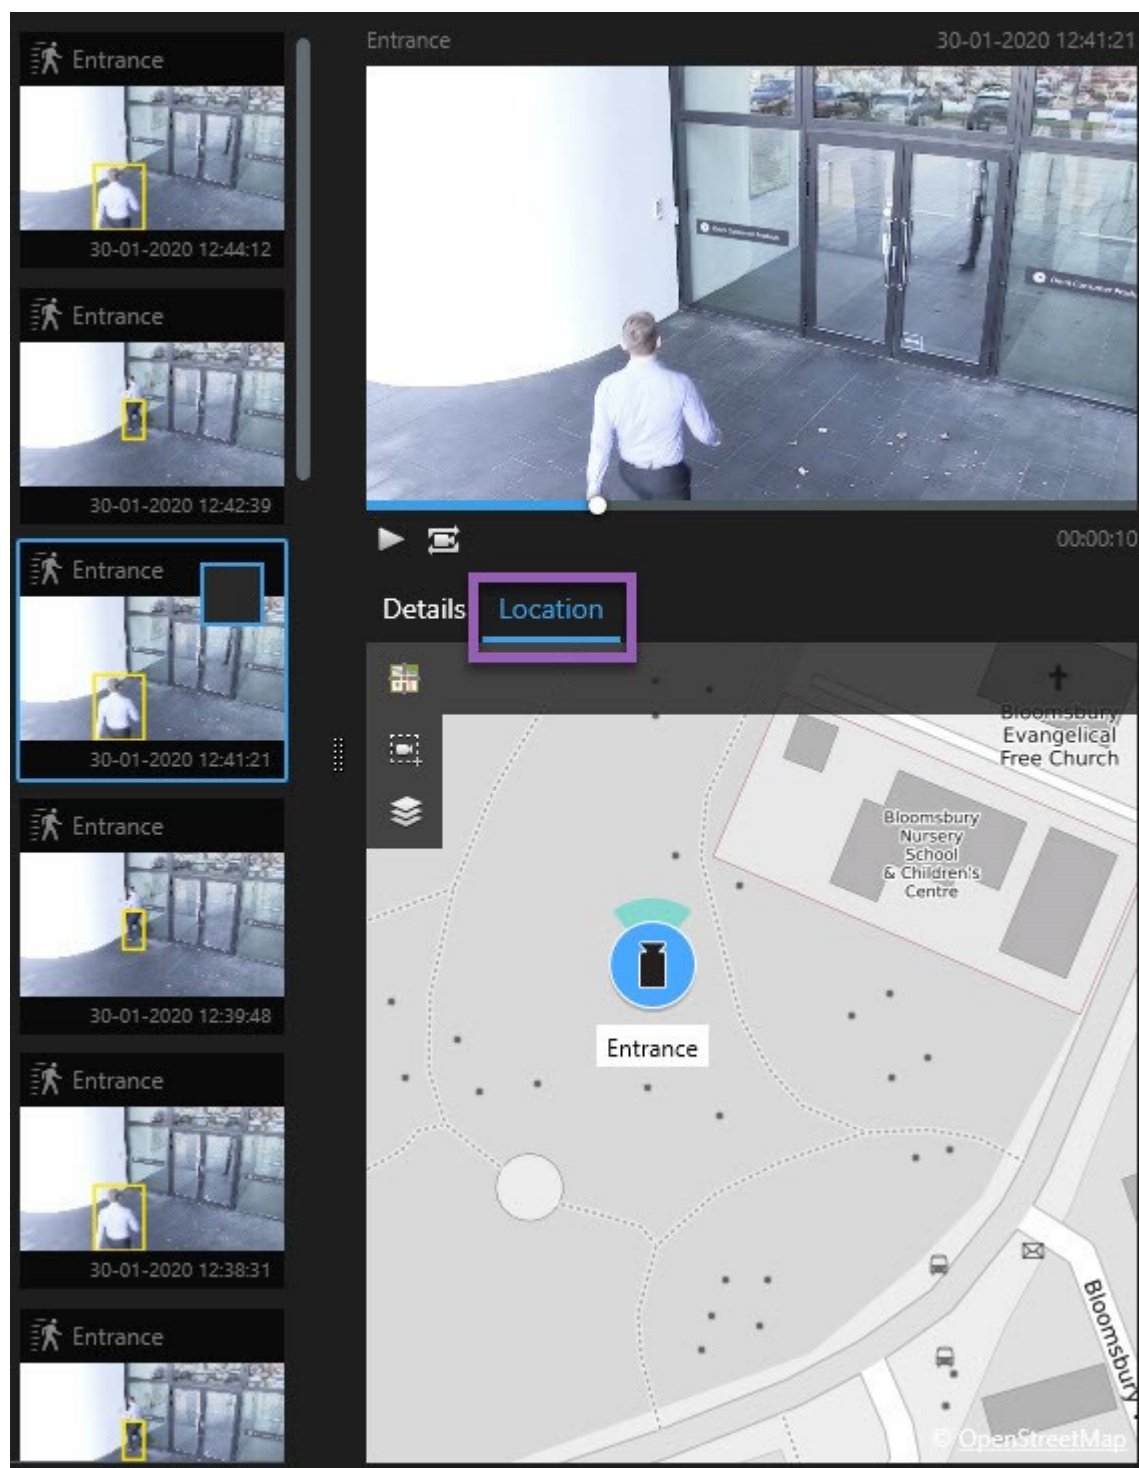 Entrance
30-01-2020 12:44:12
Entrance
30-01-2020 12:42:39
Entrance
30-01-2020 12:41:21
Entrance
30-01-2020 12:39:48
Entrance
30-01-2020 12:38:31
Entrance
Entrance
30-01-2020 12:41:21
00:00:10
Details
Location
Bloomsbury
Evangelical
Free Church
Bloomsbury
Nursery
School
& Children's
Centre
Entrance
Bloomsbury
© OpenStreetMap